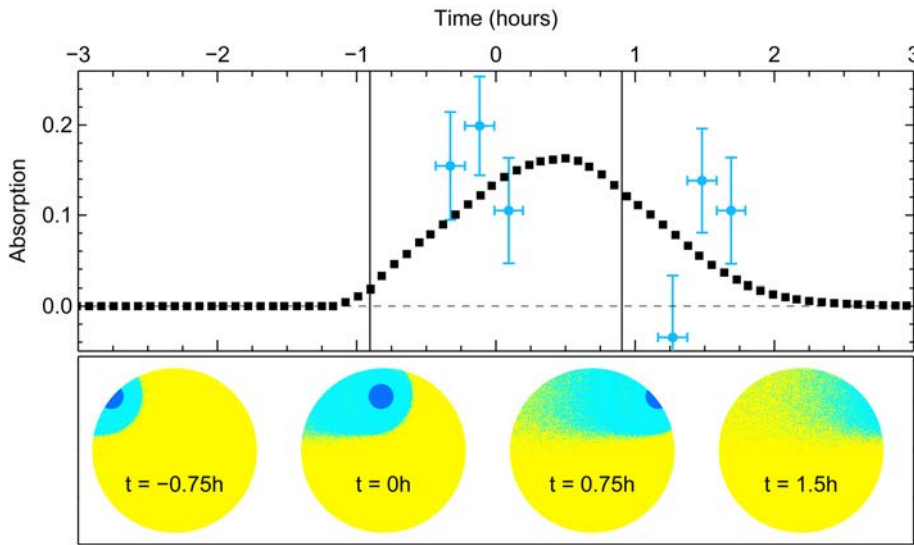 Time (hours)
−3 −2 −1 0 1 2 3
Absorption
0.2
0.1
0.0
t = −0.75h t = 0h t = 0.75h t = 1.5h